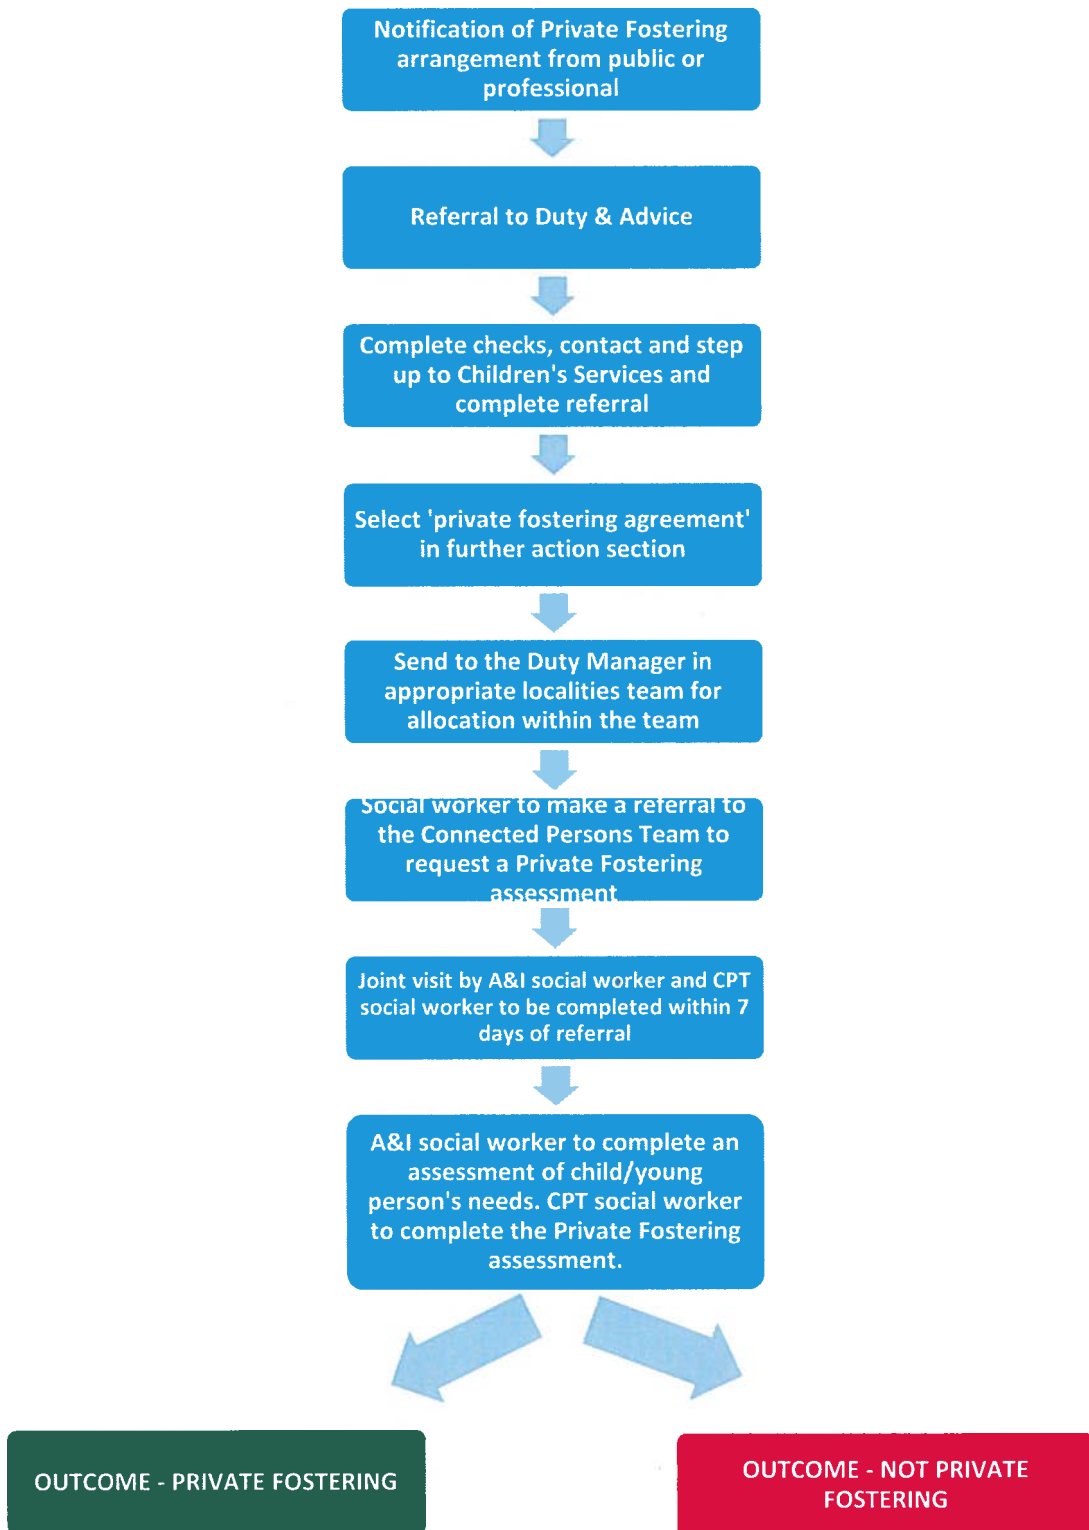 Notification of Private Fostering
arrangement from public or
professional
Referral to Duty & Advice
Complete checks, contact and step
up to Children's Services and
complete referral
Select 'private fostering agreement'
in further action section
Send to the Duty Manager in
appropriate localities team for
allocation within the team
Social worker to make a referral to
the Connected Persons Team to
request a Private Fostering
assessment
Joint visit by A&I social worker and CPT
social worker to be completed within 7
days of referral
A&I social worker to complete an
assessment of child/young
person's needs. CPT social worker
to complete the Private Fostering
assessment.
OUTCOME - PRIVATE FOSTERING
OUTCOME - NOT PRIVATE
FOSTERING